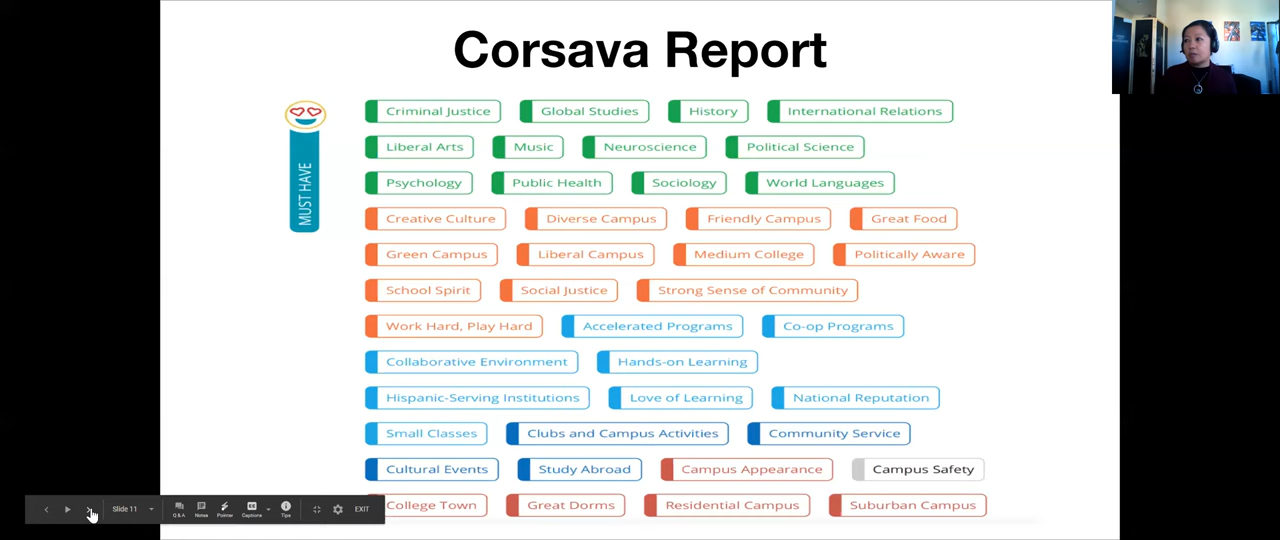 Corsava Report
MUST HAVE
Criminal Justice Global Studies History International Relations
Liberal Arts Music Neuroscience Political Science
Psychology Public Health Sociology World Languages
Creative Culture Diverse Campus Friendly Campus Great Food
Green Campus Liberal Campus Medium College Politically Aware
School Spirit Social Justice Strong Sense of Community
Work Hard, Play Hard Accelerated Programs Co-op Programs
Collaborative Environment Hands-on Learning
Hispanic-Serving Institutions Love of Learning National Reputation
Small Classes Clubs and Campus Activities Community Service
Cultural Events Study Abroad Campus Appearance Campus Safety
College Town Great Dorms Residential Campus Suburban Campus
Slide 11 Q & A Notes Pointer CC Captions Tips EXIT